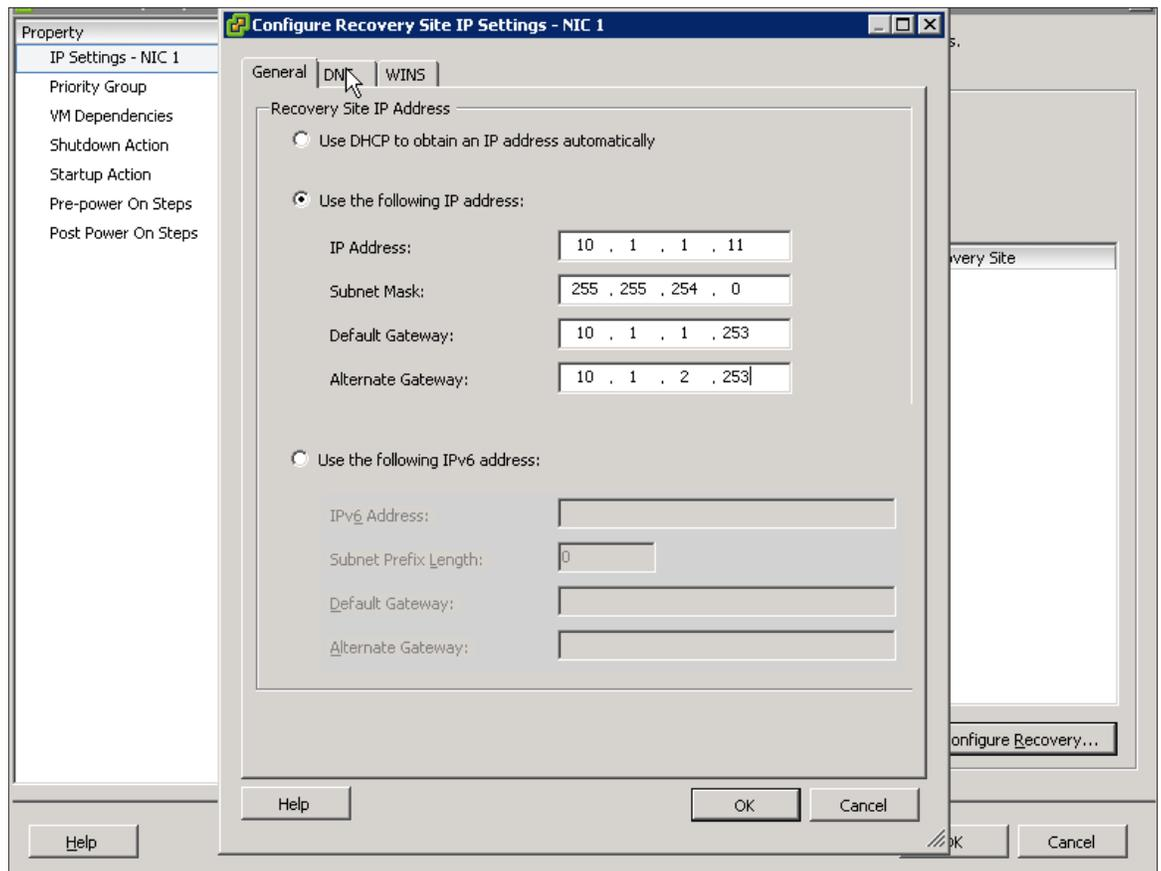 Configure Recovery Site IP Settings - NIC 1
Property
IP Settings - NIC 1
Priority Group
VM Dependencies
Shutdown Action
Startup Action
Pre-power On Steps
Post Power On Steps
General WINS
Recovery Site IP Address
Use DHCP to obtain an IP address automatically
Use the following IP address:
IP Address: 10 . 1 . 1 . 11
Subnet Mask: 255 . 255 . 254 . 0
Default Gateway: 10 . 1 . 1 . 253
Alternate Gateway: 10 . 1 . 2 . 253
Use the following IPv6 address:
IPv6 Address:
Subnet Prefix Length: 0
Default Gateway:
Alternate Gateway:
Site
Recovery...
Help OK Cancel
Help Cancel